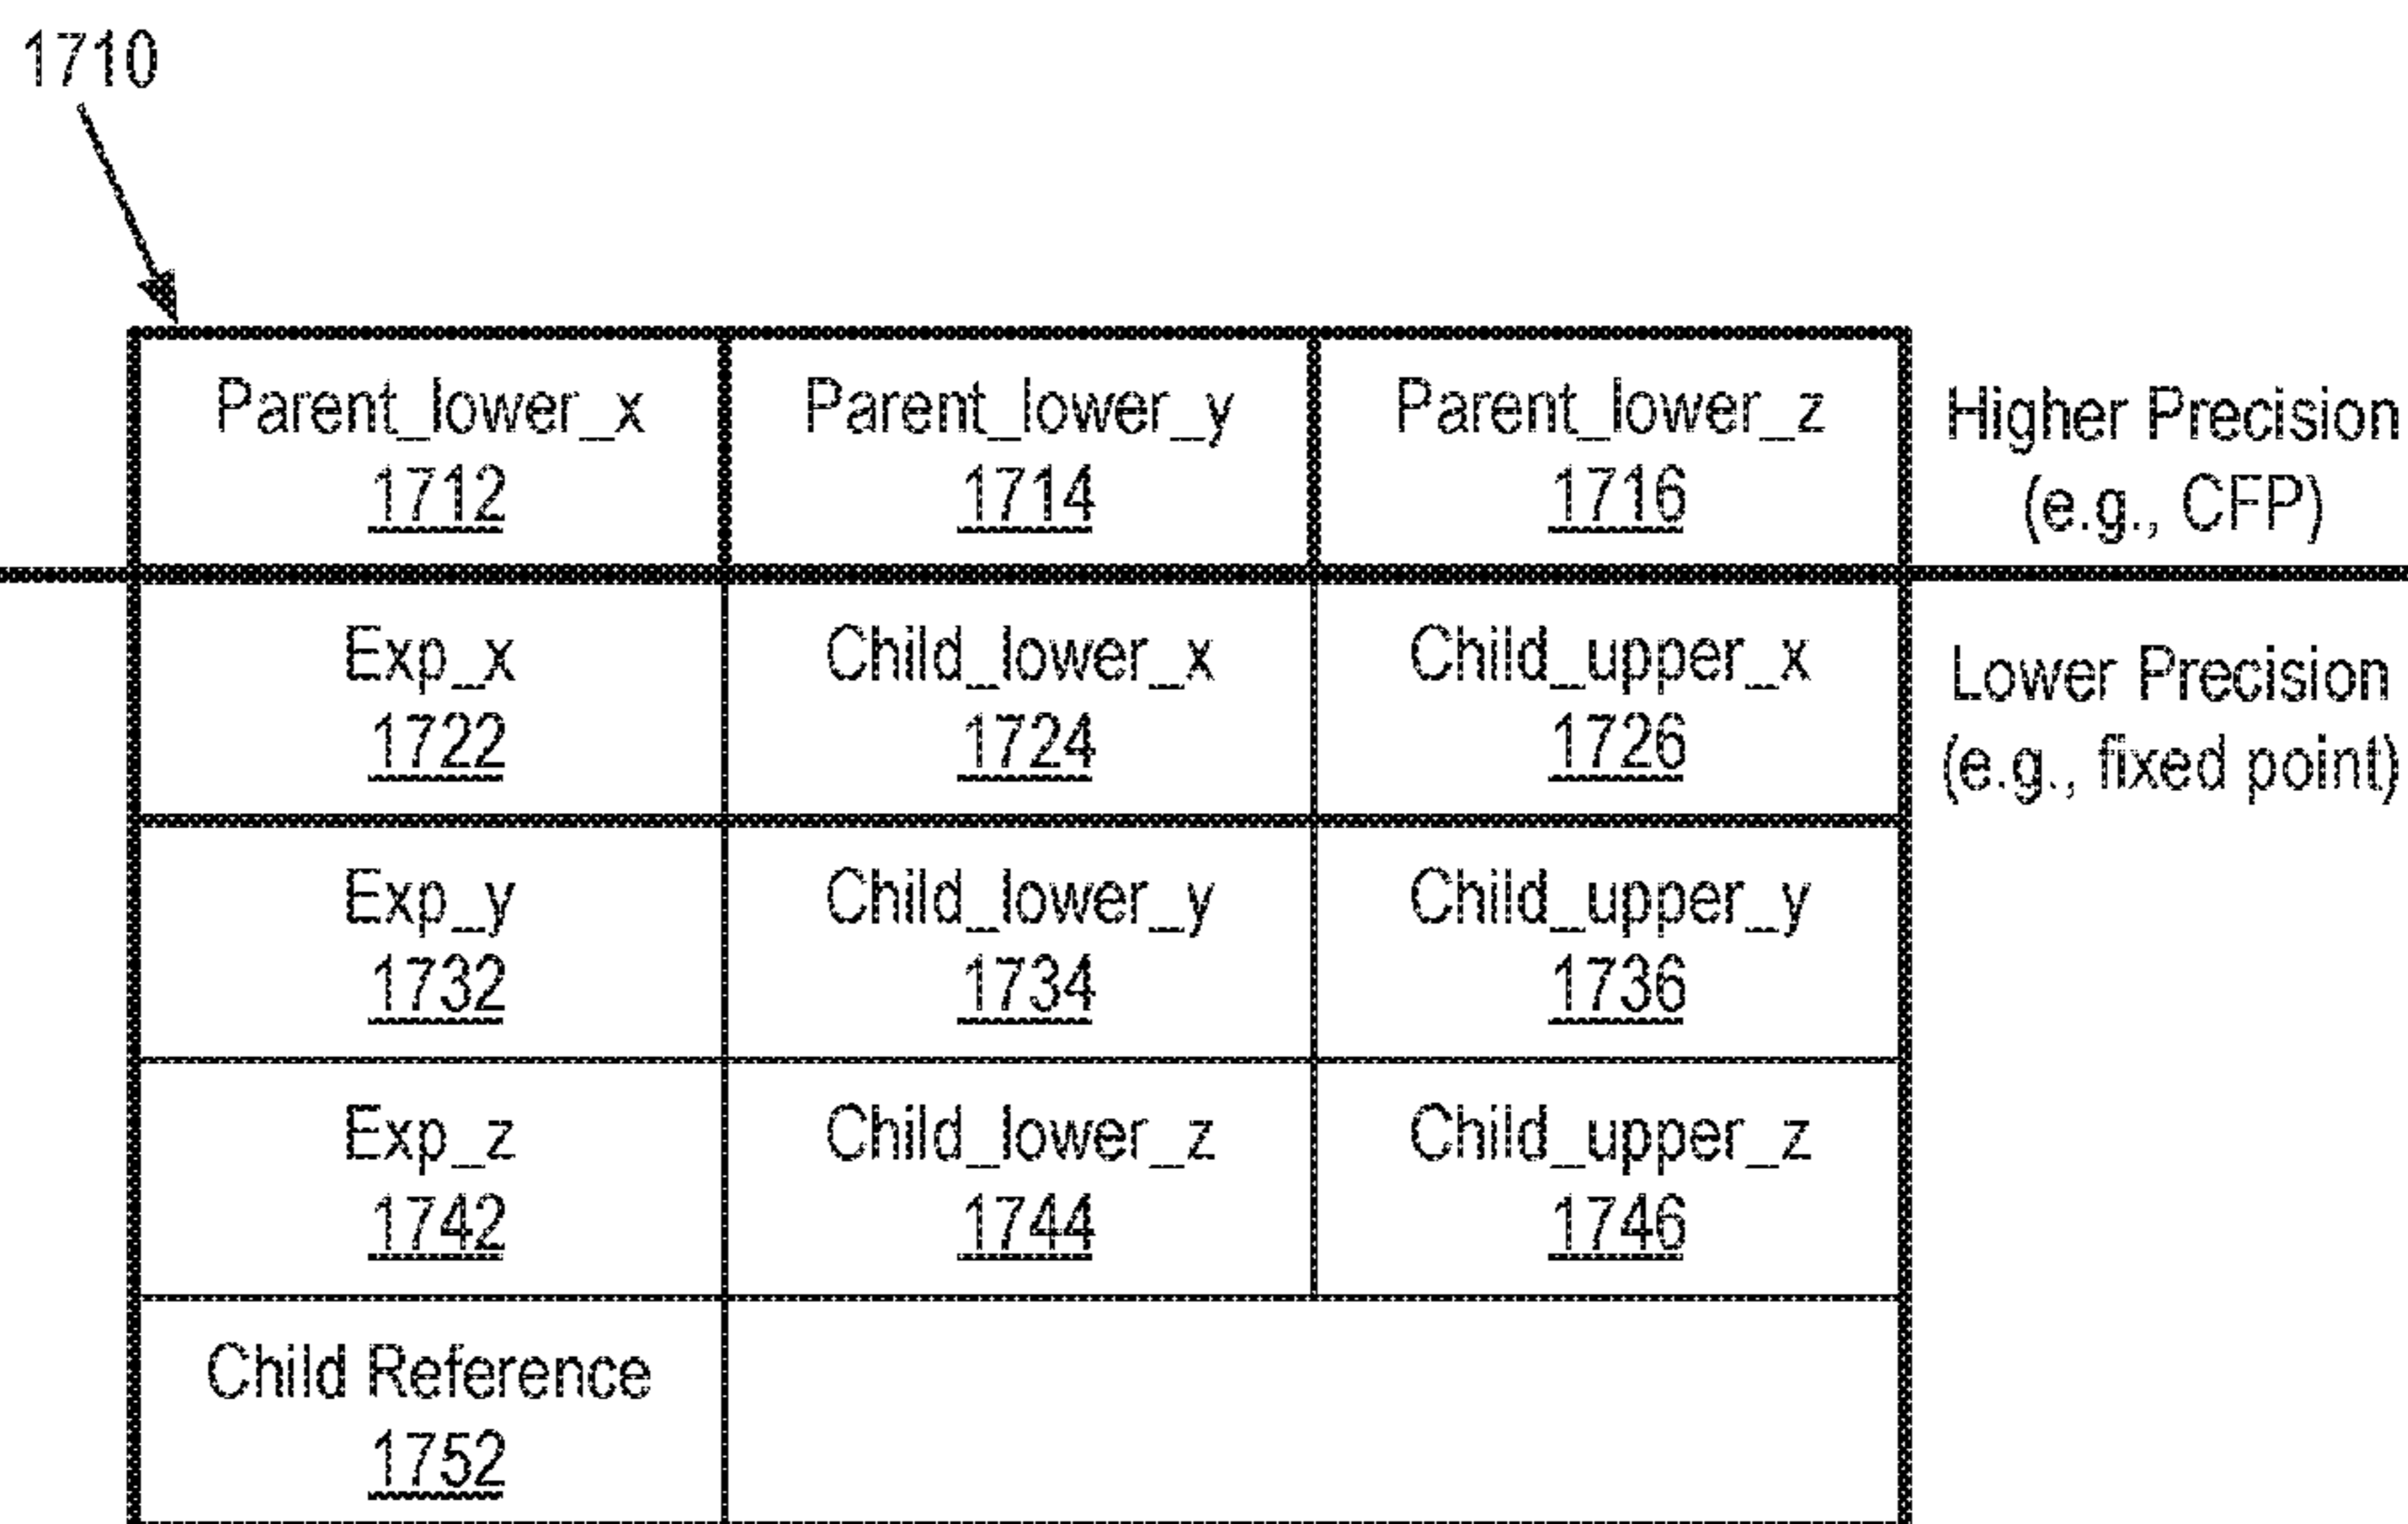 1710
Parent_lower_x Parent_lower_y Parent_lower_z Higher Precision
1712 1714 1716 (e.g., CFP)
Exp_x Child_lower_x Child_upper_x Lower Precision
1722 1724 1726 (e.g., fixed point)
Exp_y Child_lower_y Child_upper_y
1732 1734 1736
Exp_z Child_lower_z Child_upper_z
1742 1744 1746
Child Reference
1752